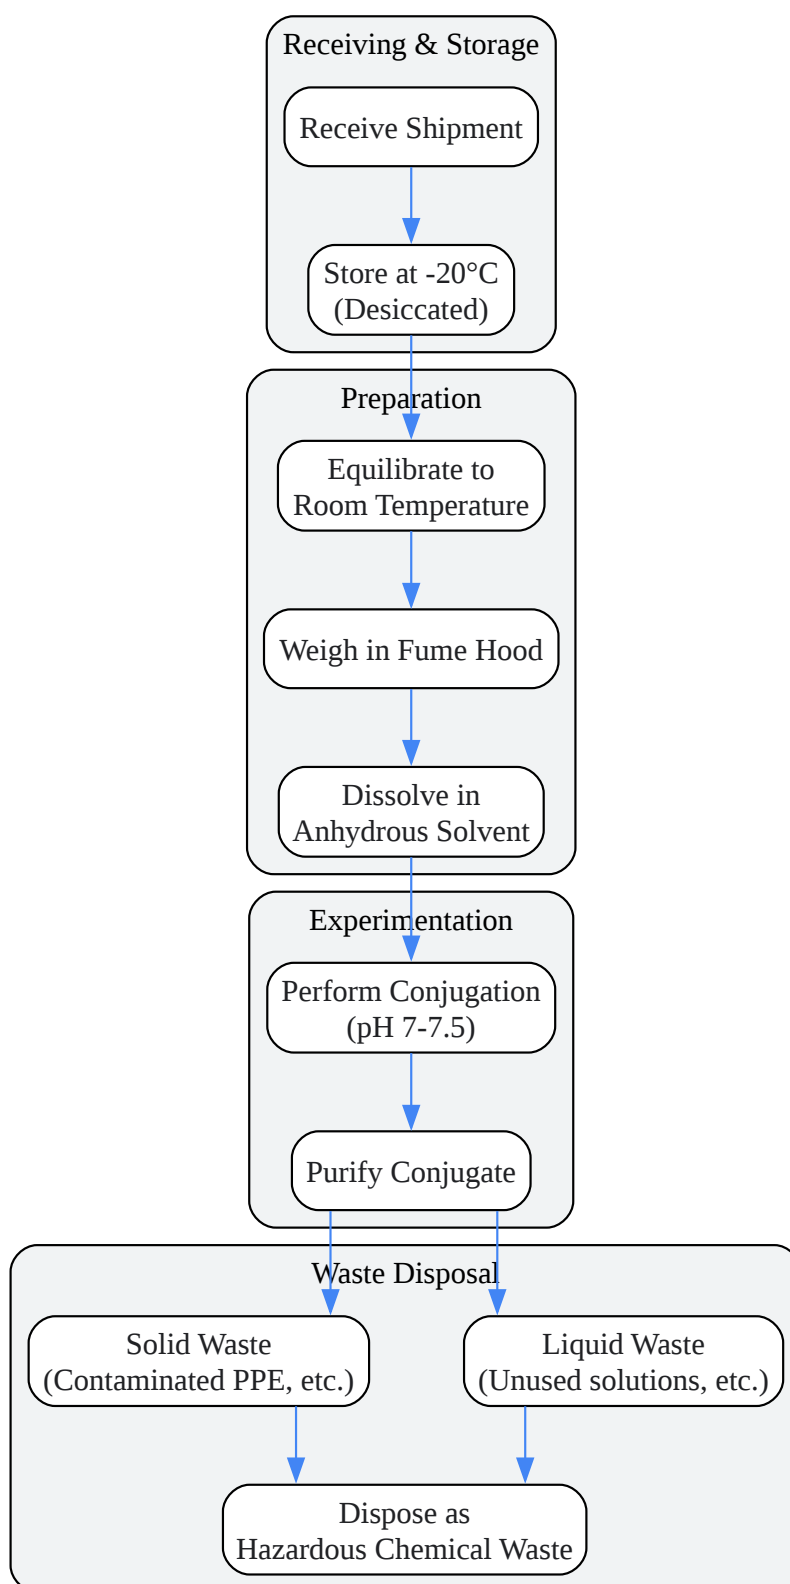 Receiving & Storage
Receive Shipment
Store at -20°C
(Desiccated)
Preparation
Equilibrate to
Room Temperature
Weigh in Fume Hood
Dissolve in
Anhydrous Solvent
Experimentation
Perform Conjugation
(pH 7-7.5)
Purify Conjugate
Waste Disposal
Solid Waste
(Contaminated PPE, etc.)
Liquid Waste
(Unused solutions, etc.)
Dispose as
Hazardous Chemical Waste